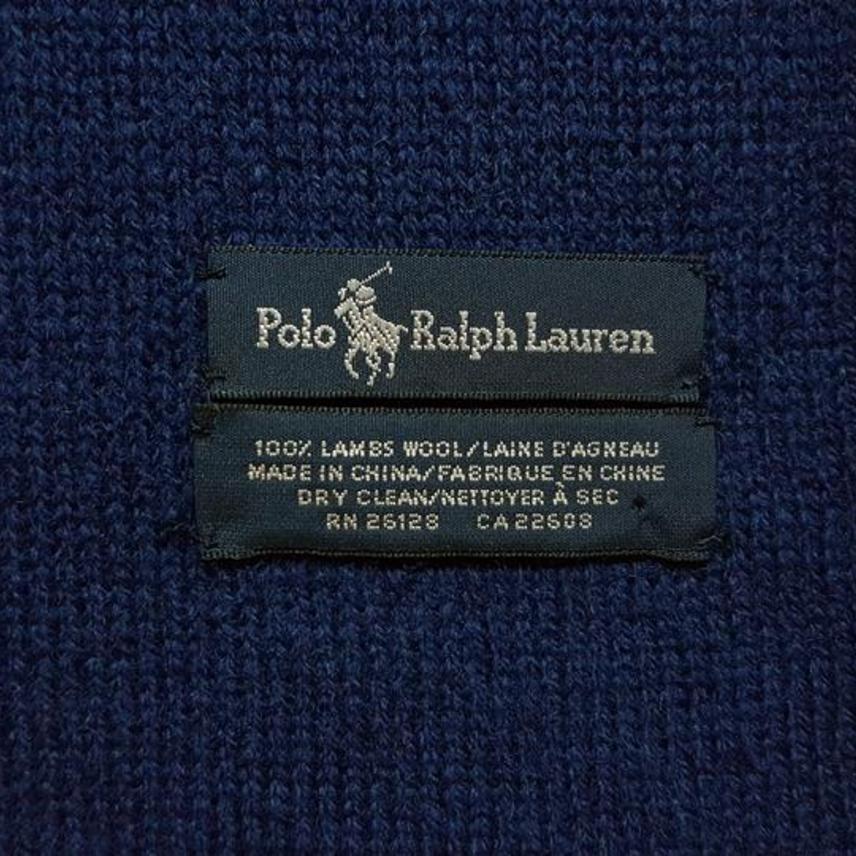 Polo Ralph Lauren
100% LAMBS WOOL/LAINE D'AGNEAU
MADE IN CHINA/FABRIQUE EN CHINE
DRY CLEAN/NETTOYER À SEC
RN 26128 CA 22608